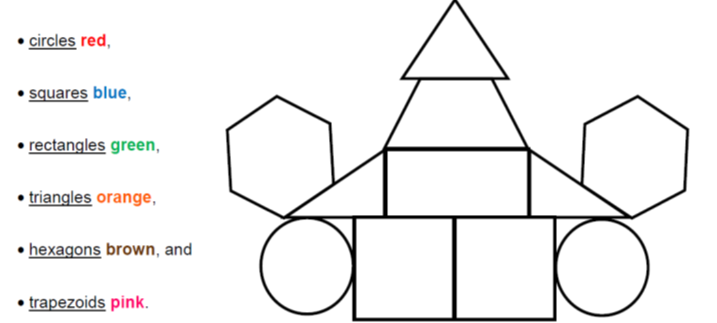 • circles red,
• squares blue,
• rectangles green,
• triangles orange,
• hexagons brown, and
• trapezoids pink.